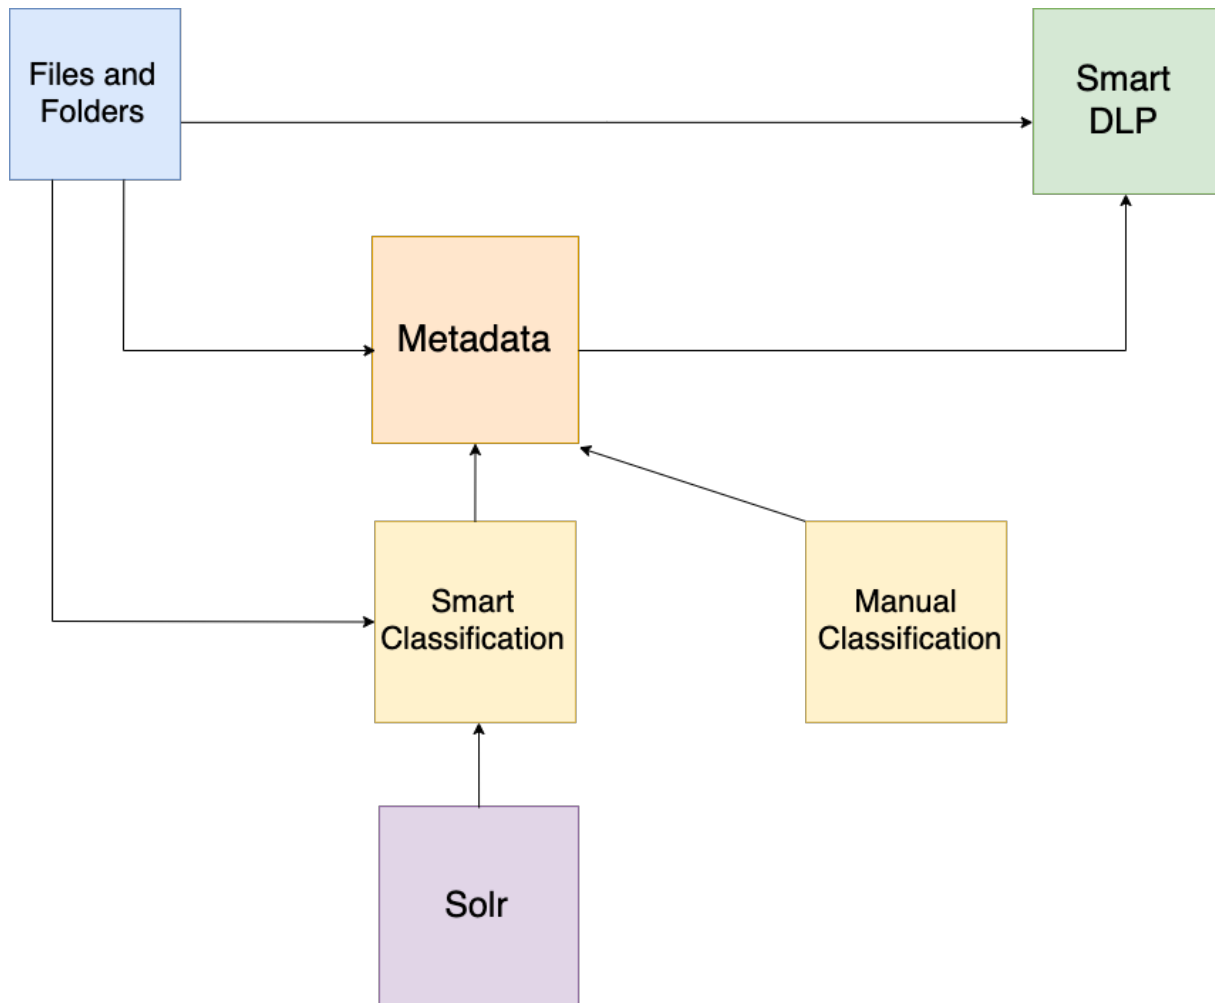 Files and
Folders
Smart
DLP
Metadata
Smart
Classification
Manual
Classification
Solr